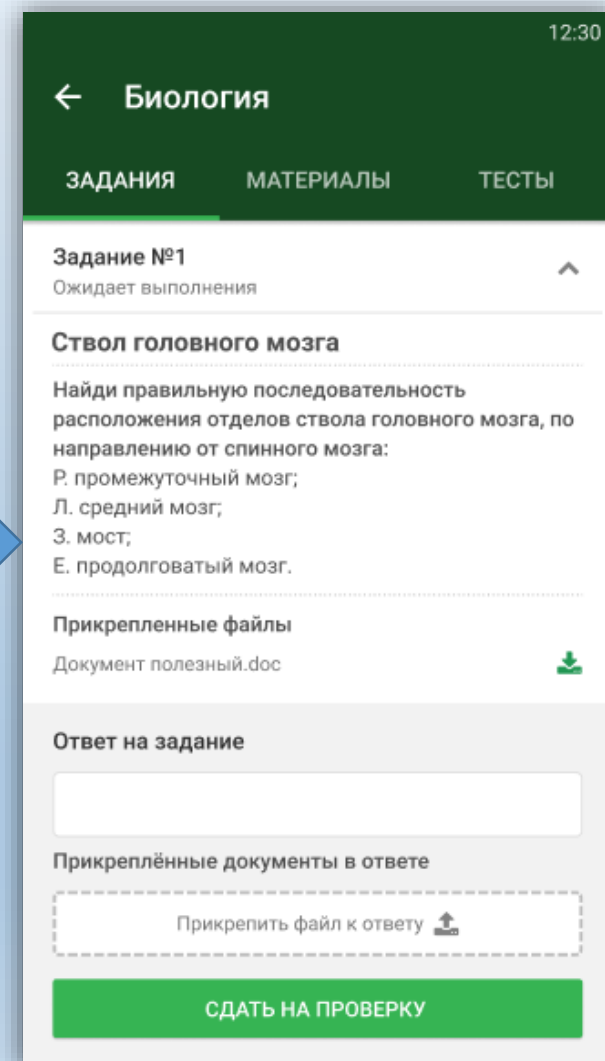 12:30
Биология
ЗАДАНИЯ МАТЕРИАЛЫ ТЕСТЫ
Задание №1
Ожидает выполнения
Ствол головного мозга
Найди правильную последовательность
расположения отделов ствола головного мозга, по
направлению от спинного мозга:
Р. промежуточный мозг;
Л. средний мозг;
З. мост;
Е. продолговатый мозг.
Прикрепленные файлы
Документ полезный.doc
Ответ на задание
Прикреплённые документы в ответе
Прикрепить файл к ответу
СДАТЬ НА ПРОВЕРКУ